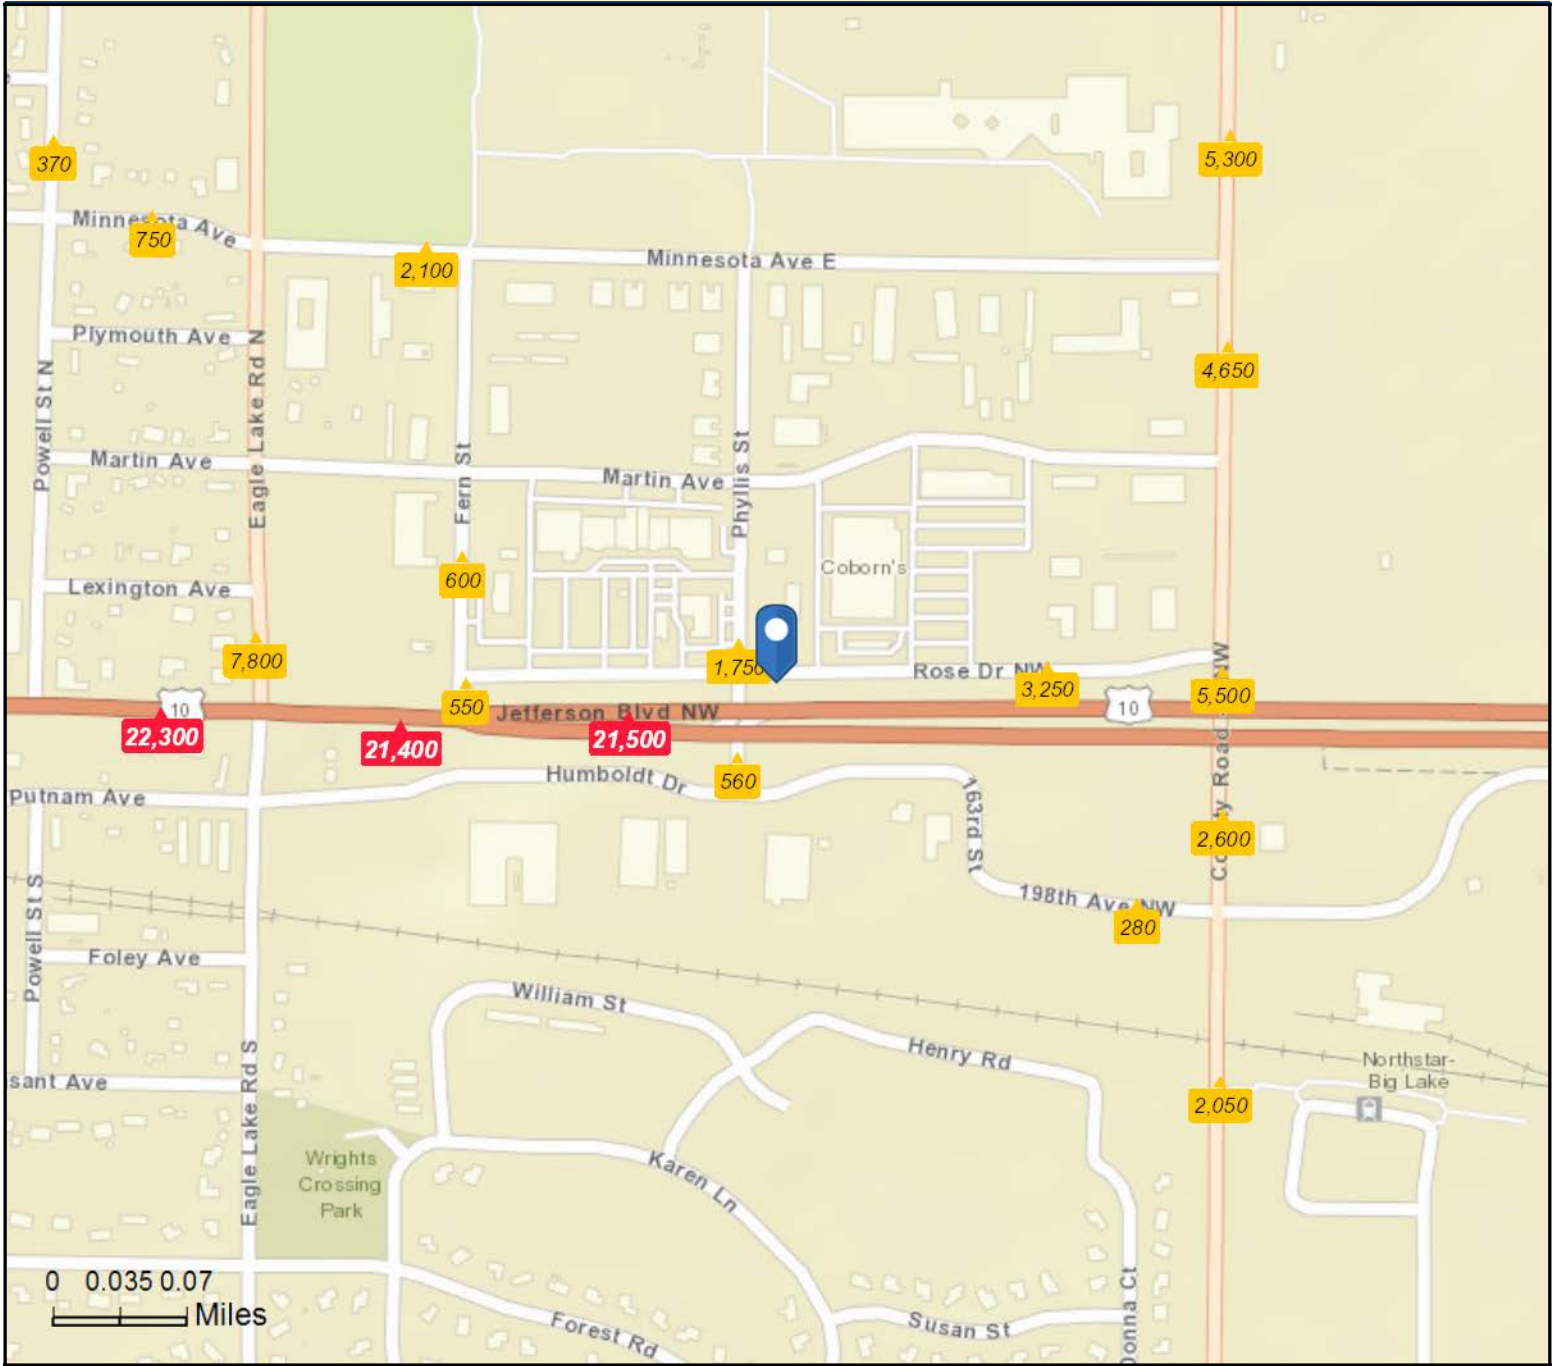 370
5,300
Minnesota Ave
750
2,100
Minnesota Ave E
Plymouth Ave
4,650
Powell St N
Eagle Lake Rd N
Martin Ave
Fern St
Martin Ave
Phyllis St
Coborn's
600
Lexington Ave
7,800
1,750
Rose Dr NW
3,250
NW
5,500
10
550
Jefferson Blvd NW
10
22,300
21,400
21,500
Humboldt Dr
560
Putnam Ave
163rd St
Road
2,600
Powell St S
198th Ave NW
280
Foley Ave
William St
Henry Rd
Northstar-
Big Lake
sant Ave
2,050
Eagle Lake Rd S
Wrights
Crossing
Park
Karen Ln
0 0.035 0.07
Miles
Forest Rd
Susan St
Donna Ct